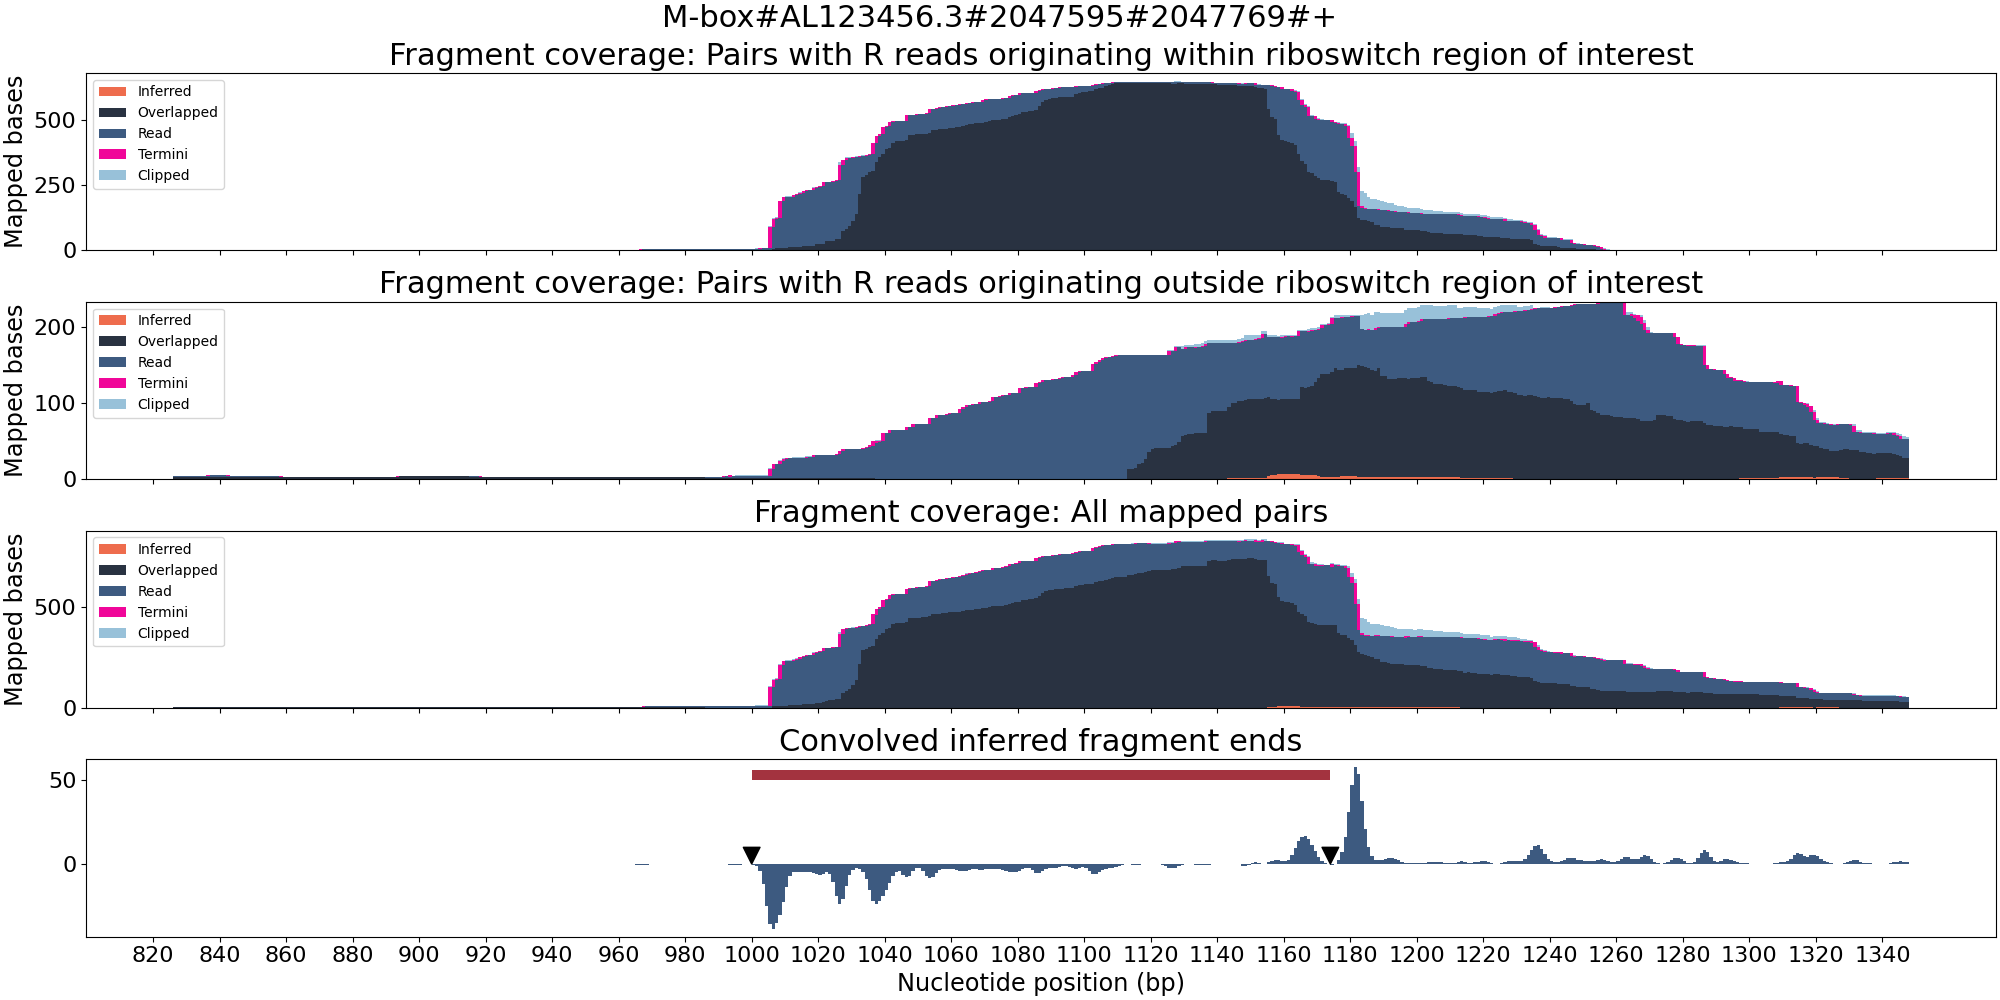 M-box#AL123456.3#2047595#2047769#+
Fragment coverage: Pairs with R reads originating within riboswitch region of interest
Mapped bases
500
250
0
Inferred
Overlapped
Read
Termini
Clipped
Fragment coverage: Pairs with R reads originating outside riboswitch region of interest
Mapped bases
200
100
0
Inferred
Overlapped
Read
Termini
Clipped
Fragment coverage: All mapped pairs
Mapped bases
500
0
Inferred
Overlapped
Read
Termini
Clipped
Convolved inferred fragment ends
50
0
820 840 860 880 900 920 940 960 980 1000 1020 1040 1060 1080 1100 1120 1140 1160 1180 1200 1220 1240 1260 1280 1300 1320 1340
Nucleotide position (bp)